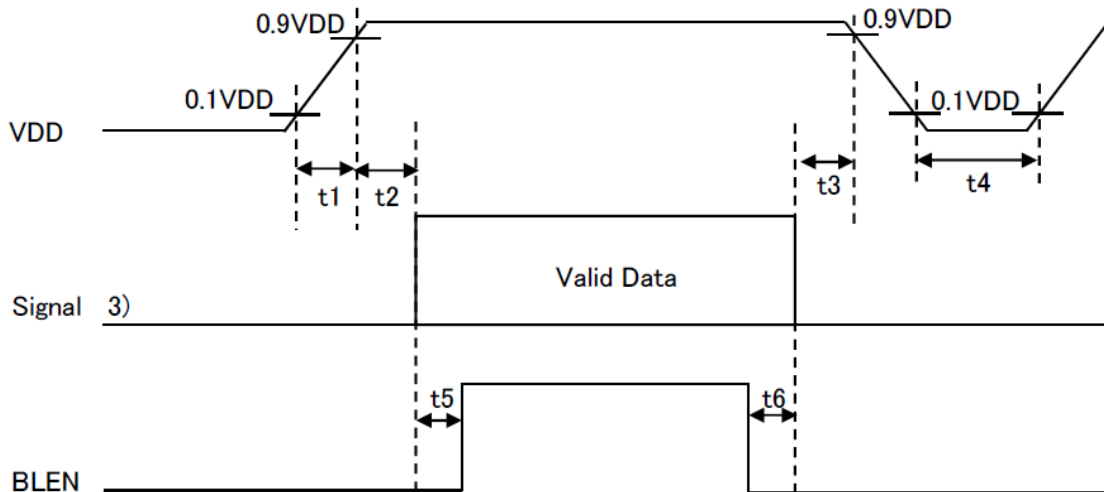 0.9VDD
0.9VDD
0.1VDD
0.1VDD
VDD
t1
t2
t3
t4
Valid Data
Signal 3)
t5
t6
BLEN